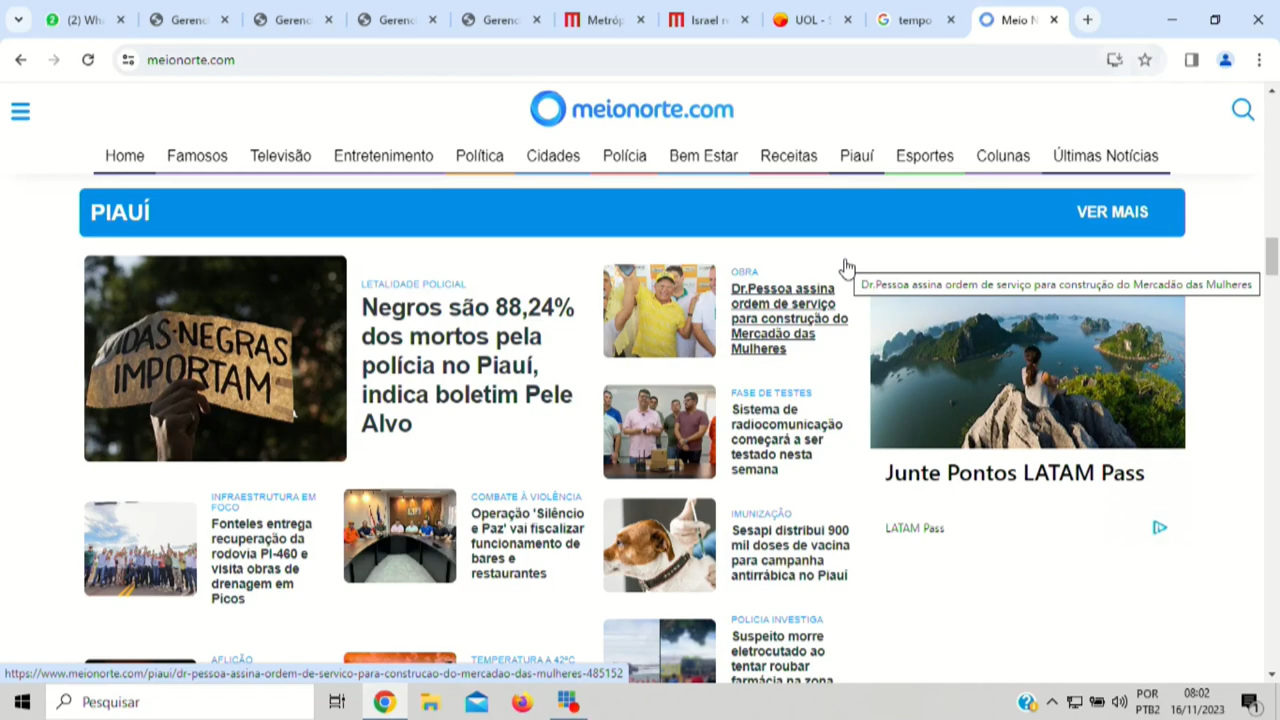 (2) Wha
Gerenc
Gerenc
Gerenc
Gerenc
Metróp
Israel re
UOL - S
tempo
Meio N
meionorte.com
meionorte.com
Home Famosos Televisão Entretenimento Política Cidades Polícia Bem Estar Receitas Piauí Esportes Colunas Últimas Notícias
PIAUÍ
VER MAIS
VIDAS NEGRAS
IMPORTAM
LETALIDADE POLICIAL
Negros são 88,24%
dos mortos pela
polícia no Piauí,
indica boletim Pele
Alvo
OBRA
Dr.Pessoa assina
ordem de serviço
para construção do
Mercadão das
Mulheres
Dr.Pessoa assina ordem de serviço para construção do Mercadão das Mulheres
FASE DE TESTES
Sistema de
radiocomunicação
começará a ser
testado nesta
semana
Junte Pontos LATAM Pass
LATAM Pass
INFRAESTRUTURA EM
FOCO
Fonteles entrega
recuperação da
rodovia PI-460 e
visita obras de
drenagem em
Picos
COMBATE À VIOLÊNCIA
Operação 'Silêncio
e Paz' vai fiscalizar
funcionamento de
bares e
restaurantes
IMUNIZAÇÃO
Sesapi distribui 900
mil doses de vacina
para campanha
antirrábica no Piauí
POLICIA INVESTIGA
Suspeito morre
eletrocutado ao
tentar roubar
farmácia na zona
AFLIÇÃO
TEMPERATURA A 42ºC
https://www.meionorte.com/piaui/dr-pessoa-assina-ordem-de-servico-para-construcao-do-mercadao-das-mulheres-485152
Pesquisar
POR
PTB2
08:02
16/11/2023
1